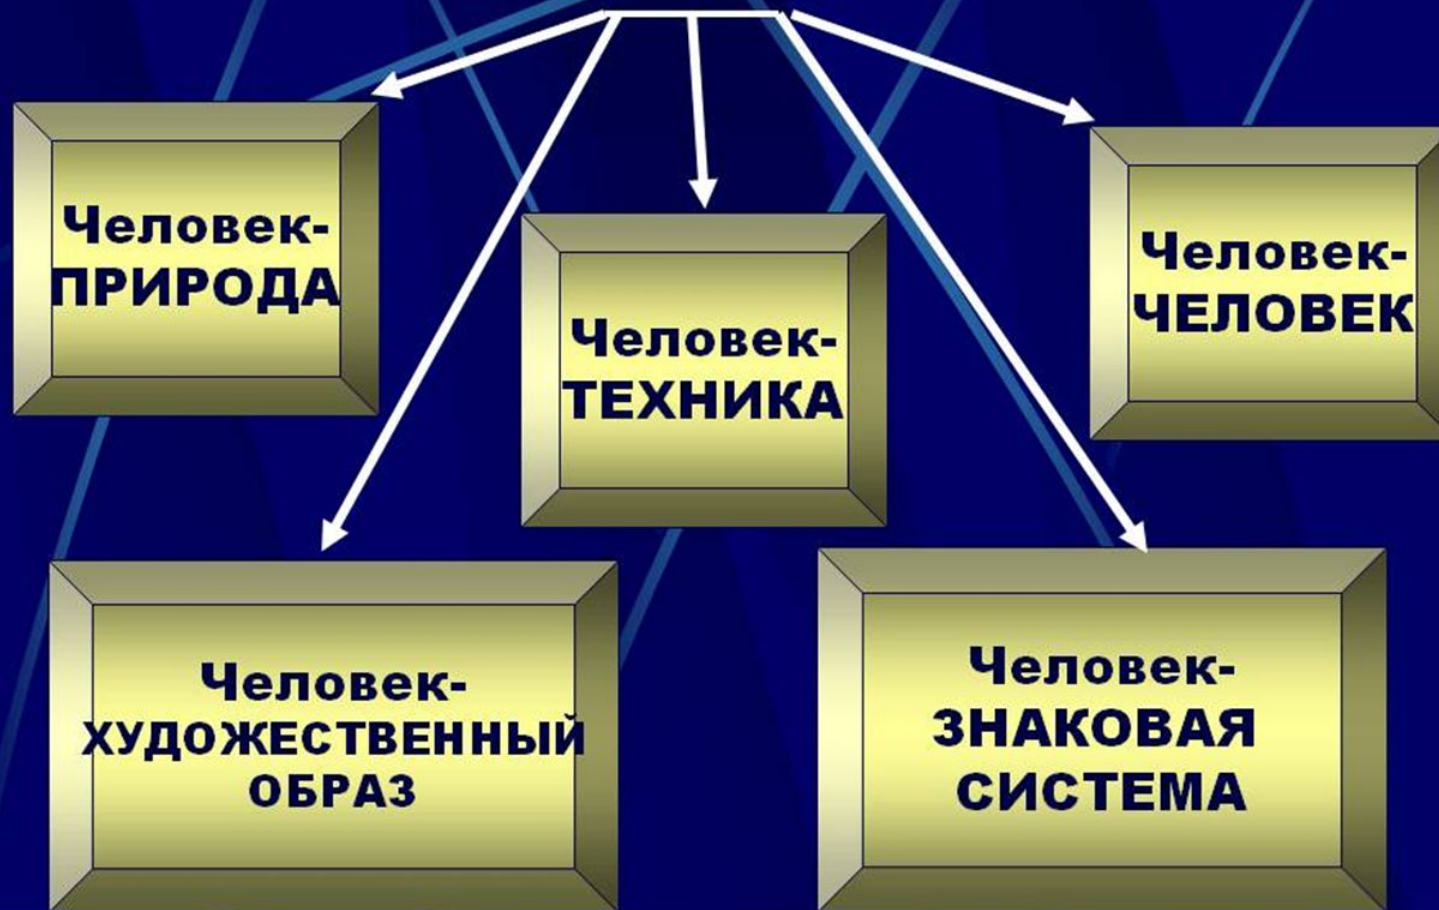 Человек-
ПРИРОДА
Человек-
ТЕХНИКА
Человек-
ЧЕЛОВЕК
Человек-
ХУДОЖЕСТВЕННЫЙ
ОБРАЗ
Человек-
ЗНАКОВАЯ
СИСТЕМА